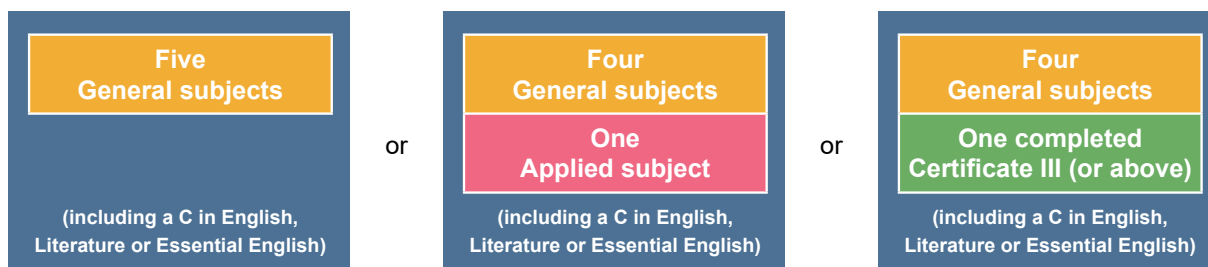 Five
General subjects
(including a C in English,
Literature or Essential English)
or
Four
General subjects
One
Applied subject
(including a C in English,
Literature or Essential English)
or
Four
General subjects
One completed
Certificate III (or above)
(including a C in English,
Literature or Essential English)